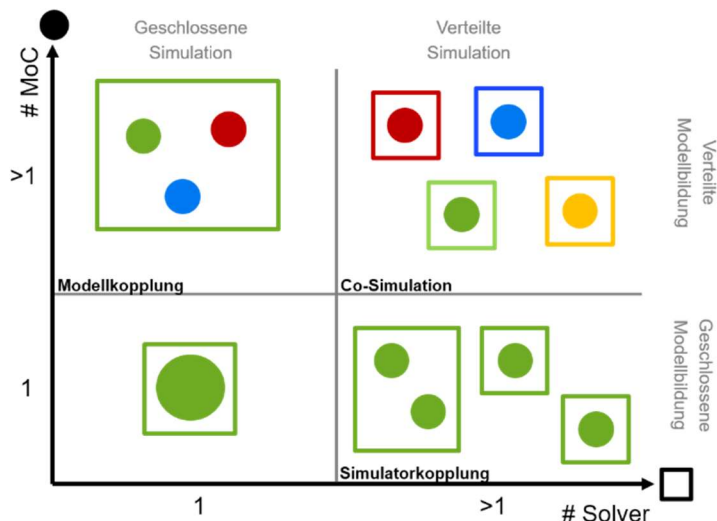 Geschlossene
Simulation
Verteilte
Simulation
# MoC
>1
Verteilte
Modellbildung
Modellkopplung
Co-Simulation
1
Geschlossene
Modellbildung
Simulatorkopplung
1
>1
# Solver